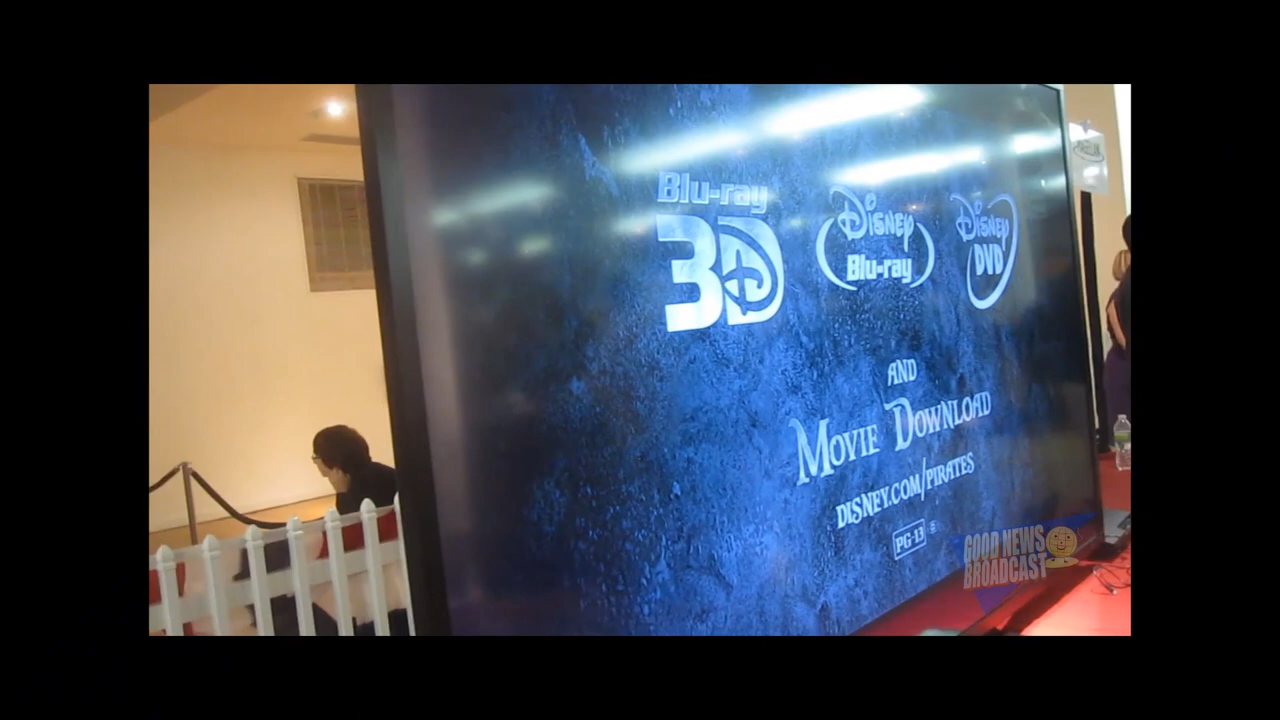 Blu-ray
3D
Disney
Blu-ray
Disney
DVD
AND
MOVIE DOWNLOAD
DISNEY.COM/PIRATES
PG-13
GOOD NEWS
BROADCAST